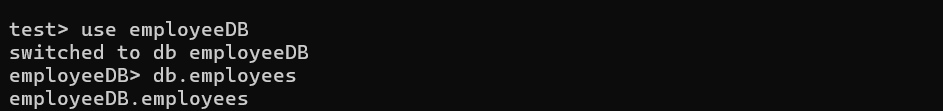 test> use employeeDB
switched to db employeeDB
employeeDB> db.employees
employeeDB.employees